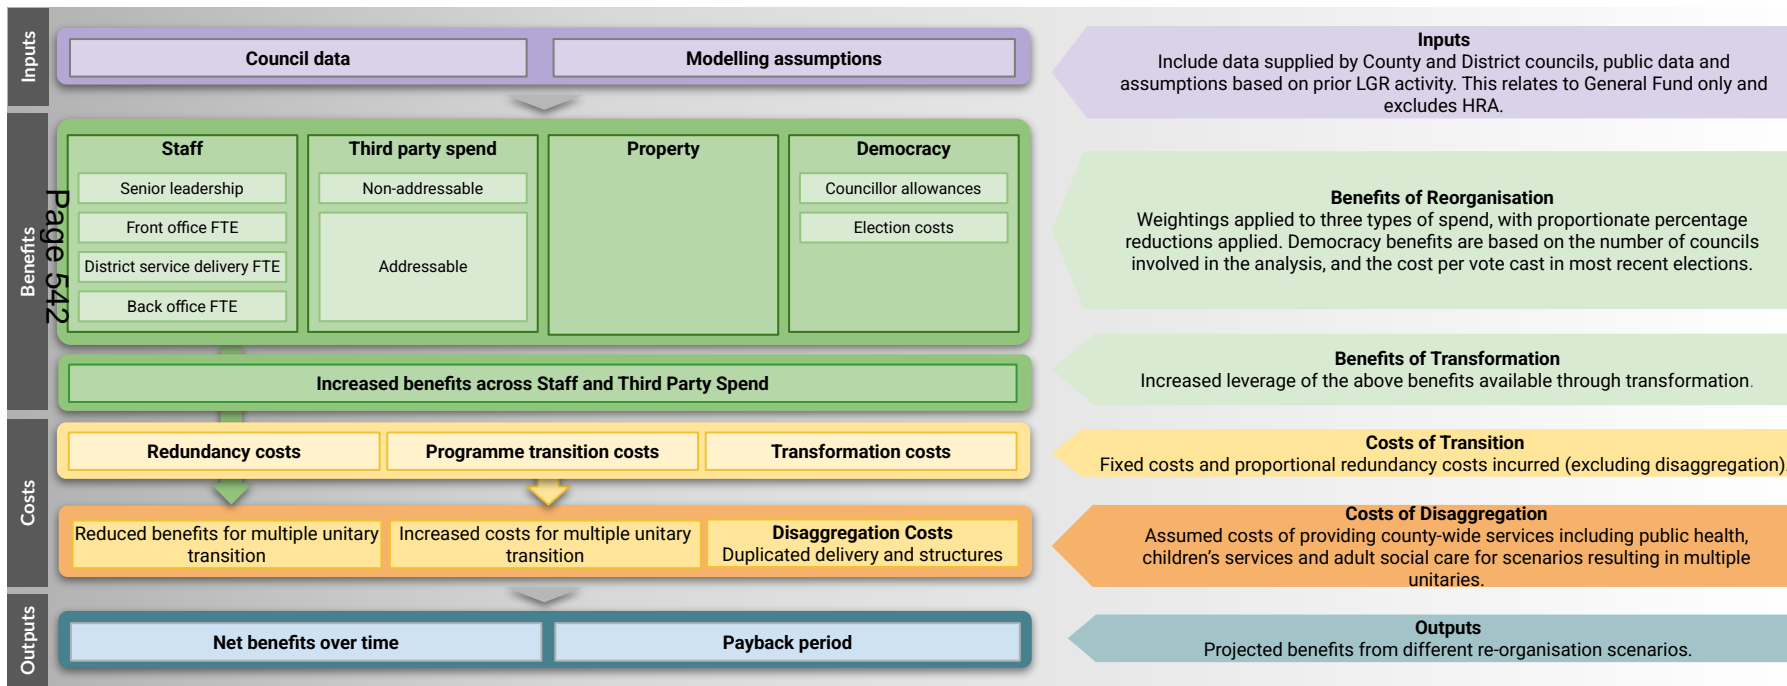 Inputs
Council data
Modelling assumptions
Inputs
Include data supplied by County and District councils, public data and
assumptions based on prior LGR activity. This relates to General Fund only and
excludes HRA.
Benefits
Page 542
Staff
Senior leadership
Front office FTE
District service delivery FTE
Back office FTE
Third party spend
Non-addressable
Addressable
Property
Democracy
Councillor allowances
Election costs
Benefits of Reorganisation
Weightings applied to three types of spend, with proportionate percentage
reductions applied. Democracy benefits are based on the number of councils
involved in the analysis, and the cost per vote cast in most recent elections.
Increased benefits across Staff and Third Party Spend
Benefits of Transformation
Increased leverage of the above benefits available through transformation.
Costs
Redundancy costs
Programme transition costs
Transformation costs
Costs of Transition
Fixed costs and proportional redundancy costs incurred (excluding disaggregation).
Reduced benefits for multiple unitary
transition
Increased costs for multiple unitary
transition
Disaggregation Costs
Duplicated delivery and structures
Costs of Disaggregation
Assumed costs of providing county-wide services including public health,
children's services and adult social care for scenarios resulting in multiple
unitaries.
Outputs
Net benefits over time
Payback period
Outputs
Projected benefits from different re-organisation scenarios.